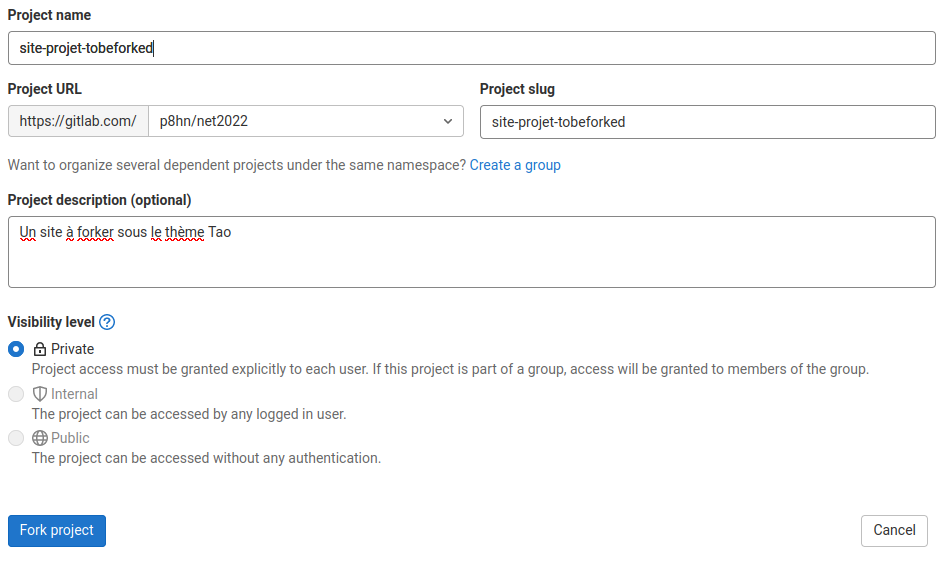 Project name
site-projet-tobeforked
Project URL
Project slug
https://gitlab.com/
p8hn/net2022
site-projet-tobeforked
Want to organize several dependent projects under the same namespace? Create a group
Project description (optional)
Un site à forker sous le thème Tao
Visibility level
Private
Project access must be granted explicitly to each user. If this project is part of a group, access will be granted to members of the group.
Internal
The project can be accessed by any logged in user.
Public
The project can be accessed without any authentication.
Fork project
Cancel